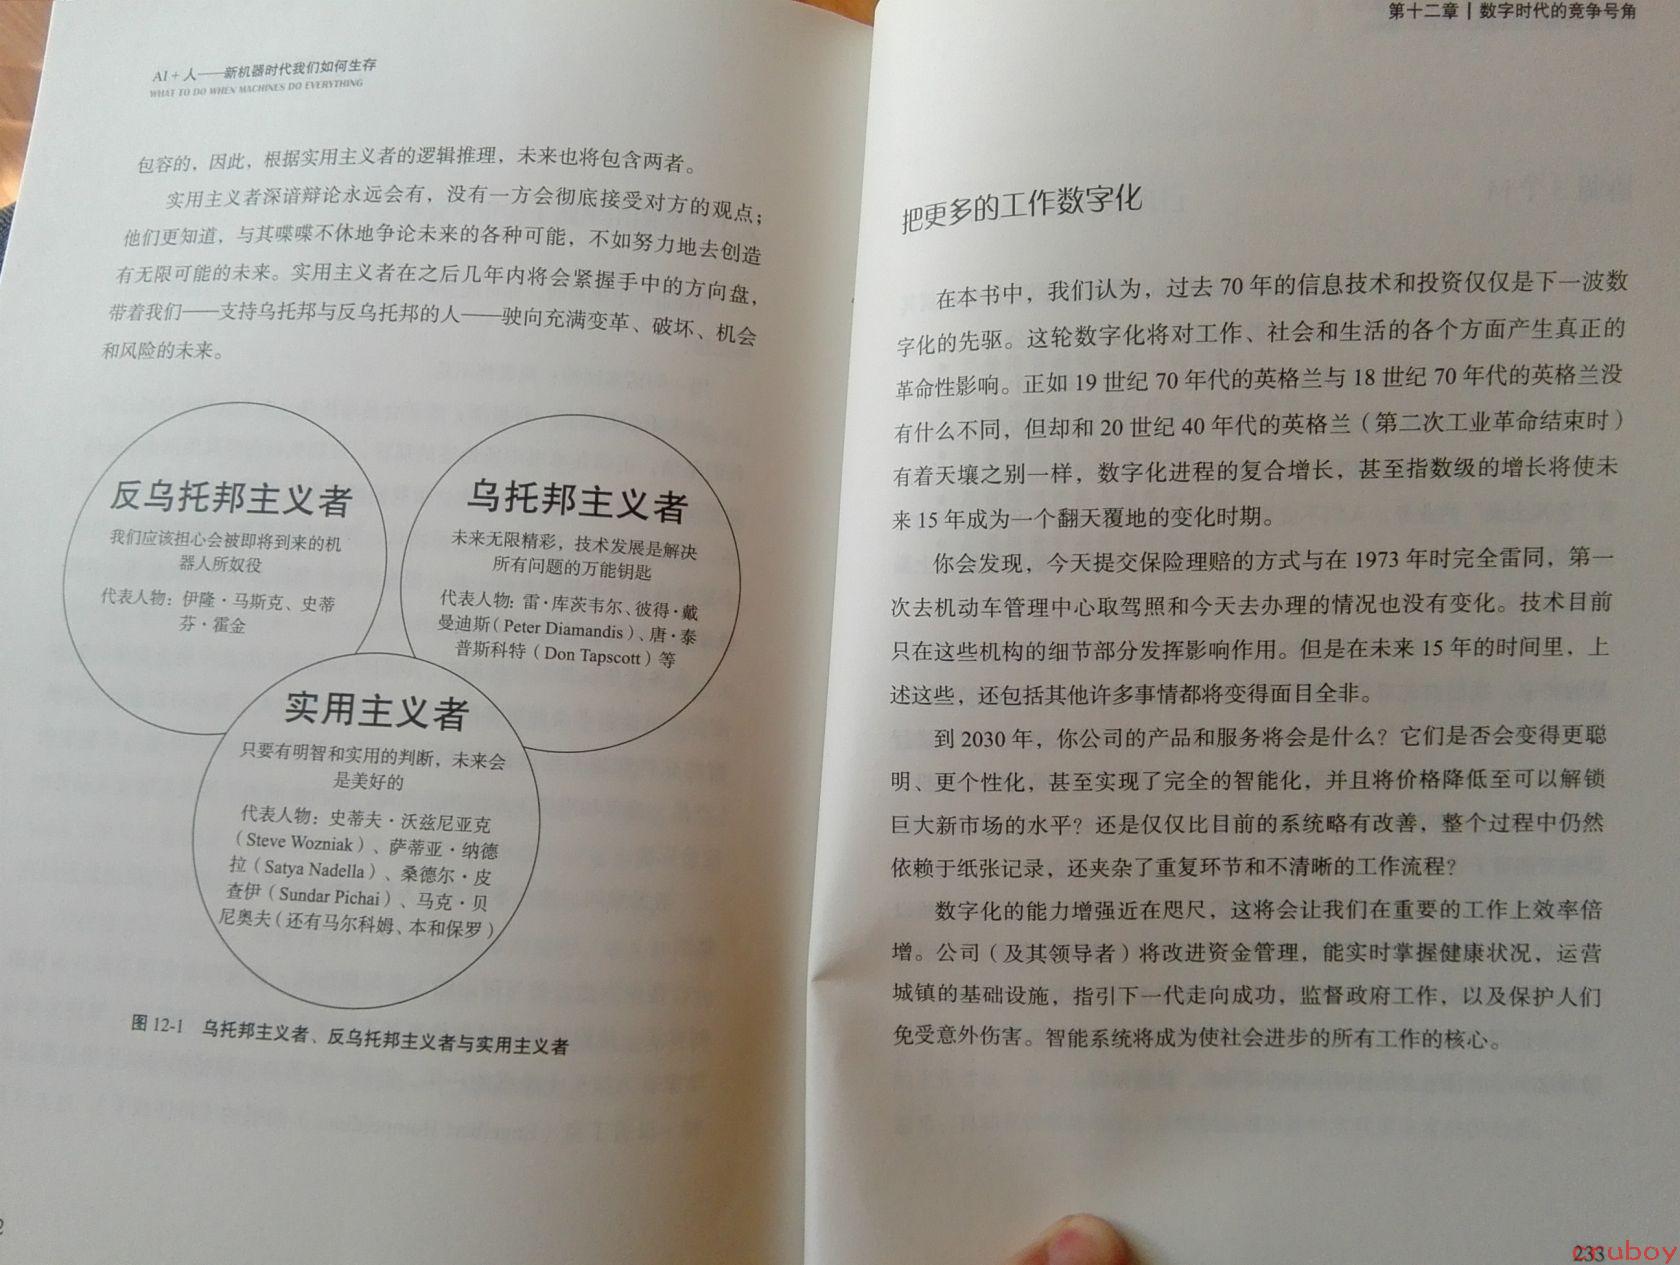 AI + 人——新机器时代我们如何生存
WHAT TO DO WHEN MACHINES DO EVERYTHING
包容的，因此，根据实用主义者的逻辑推理，未来也将包含两者。
实用主义者深谙辩论永远会有，没有一方会彻底接受对方的观点；
他们更知道，与其喋喋不休地争论未来的各种可能，不如努力地去创造
有无限可能的未来。实用主义者在之后几年内将会紧握手中的方向盘，
带着我们——支持乌托邦与反乌托邦的人——驶向充满变革、破坏、机会
和风险的未来。
反乌托邦主义者
我们应该担心会被即将到来的机
器人所奴役
代表人物：伊隆·马斯克、史蒂
芬·霍金
乌托邦主义者
未来无限精彩，技术发展是解决
所有问题的万能钥匙
代表人物：雷·库茨韦尔、彼得·戴
曼迪斯（Peter Diamandis）、唐·泰
普斯科特（Don Tapscott）等
实用主义者
只要有明智和实用的判断，未来会
是美好的
代表人物：史蒂夫·沃兹尼亚克
（Steve Wozniak）、萨蒂亚·纳德
拉（Satya Nadella）、桑德尔·皮
查伊（Sundar Pichai）、马克·贝
尼奥夫（还有马尔科姆、本和保罗）
图 12-1 乌托邦主义者、反乌托邦主义者与实用主义者
2
第十二章 | 数字时代的竞争号角
把更多的工作数字化
在本书中，我们认为，过去 70 年的信息技术和投资仅仅是下一波数
字化的先驱。这轮数字化将对工作、社会和生活的各个方面产生真正的
革命性影响。正如 19 世纪 70 年代的英格兰与 18 世纪 70 年代的英格兰没
有什么不同，但却和 20 世纪 40 年代的英格兰（第二次工业革命结束时）
有着天壤之别一样，数字化进程的复合增长，甚至指数级的增长将使未
来 15 年成为一个翻天覆地的变化时期。
你会发现，今天提交保险理赔的方式与在 1973 年时完全雷同，第一
次去机动车管理中心取驾照和今天去办理的情况也没有变化。技术目前
只在这些机构的细节部分发挥影响作用。但是在未来 15 年的时间里，上
述这些，还包括其他许多事情都将变得面目全非。
到 2030 年，你公司的产品和服务将会是什么？它们是否会变得更聪
明、更个性化，甚至实现了完全的智能化，并且将价格降低至可以解锁
巨大新市场的水平？还是仅仅比目前的系统略有改善，整个过程中仍然
依赖于纸张记录，还夹杂了重复环节和不清晰的工作流程？
数字化的能力增强近在咫尺，这将会让我们在重要的工作上效率倍
增。公司（及其领导者）将改进资金管理，能实时掌握健康状况，运营
城镇的基础设施，指引下一代走向成功，监督政府工作，以及保护人们
免受意外伤害。智能系统将成为使社会进步的所有工作的核心。
233